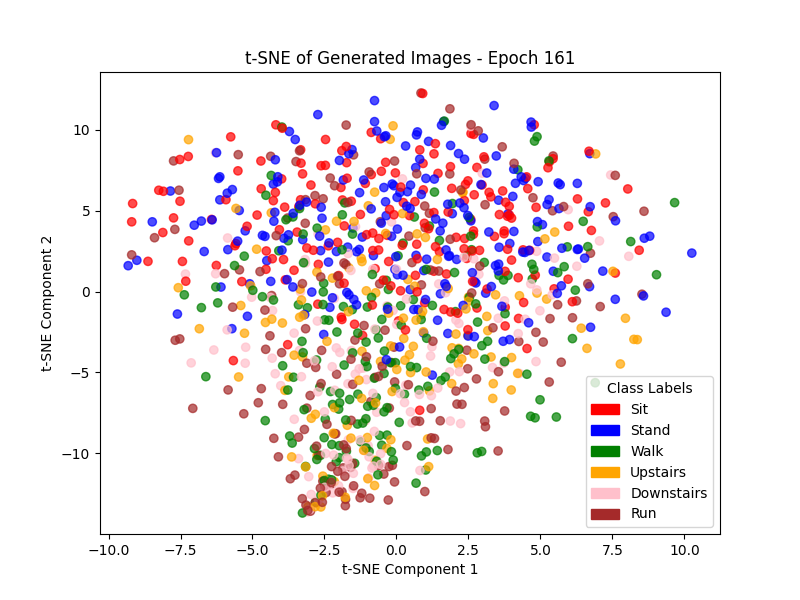 t-SNE of Generated Images - Epoch 161
t-SNE Component 2
10
5
0
−5
−10
Class Labels
Sit
Stand
Walk
Upstairs
Downstairs
Run
−10.0 −7.5 −5.0 −2.5 0.0 2.5 5.0 7.5 10.0
t-SNE Component 1